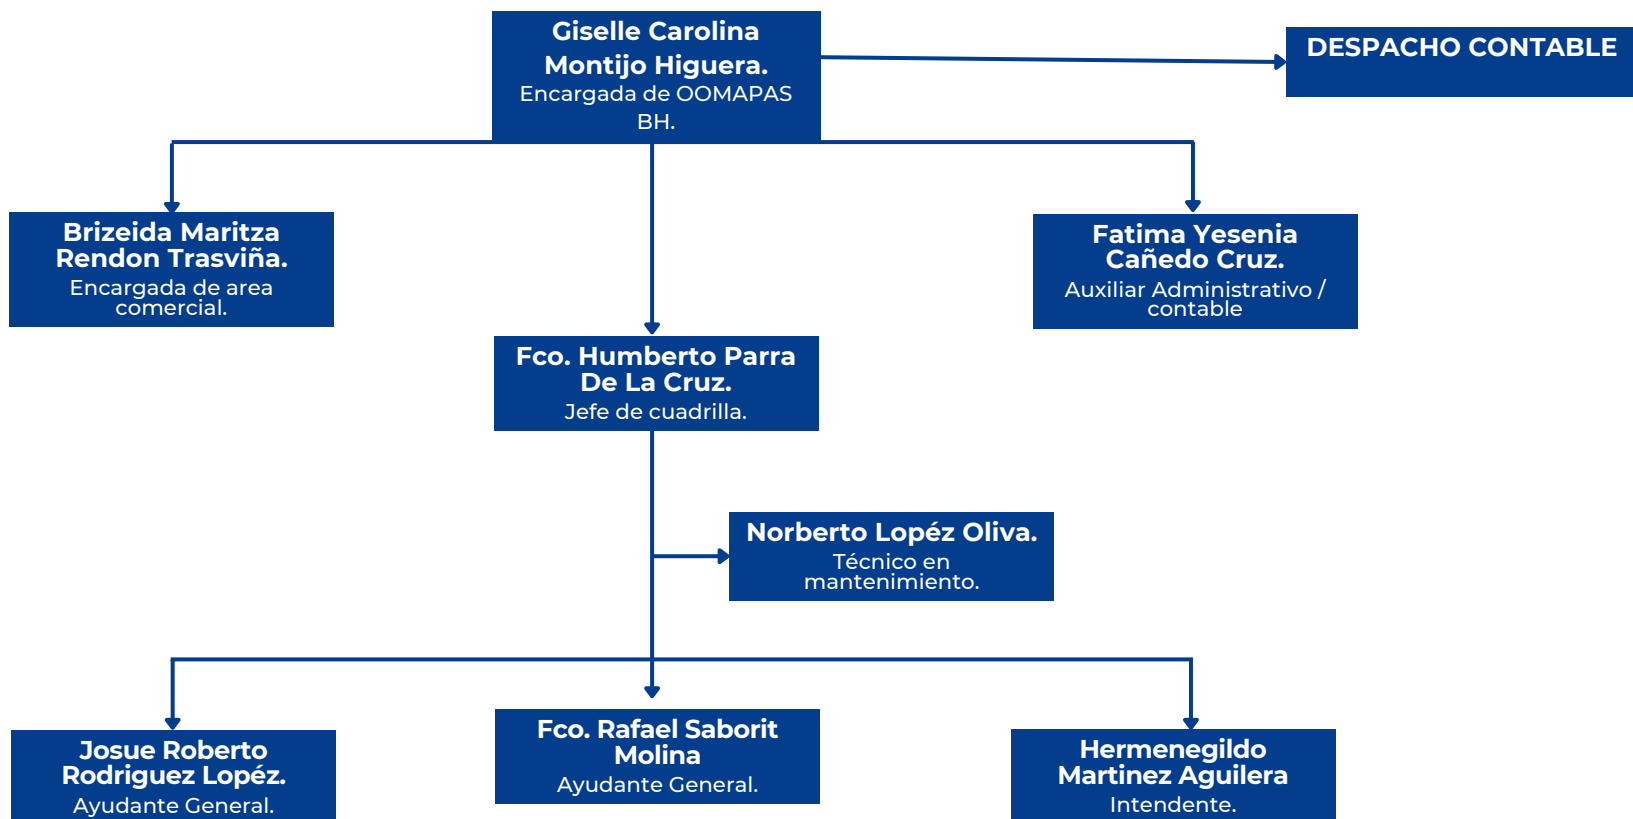 Giselle Carolina
Montijo Higuera.
Encargada de OOMAPAS
BH.
DESPACHO CONTABLE
Brizeida Maritza
Rendon Trasviña.
Encargada de area
comercial.
Fatima Yesenia
Cañedo Cruz.
Auxiliar Administrativo /
contable
Fco. Humberto Parra
De La Cruz.
Jefe de cuadrilla.
Norberto Lopéz Oliva.
Técnico en
mantenimiento.
Josue Roberto
Rodriguez Lopéz.
Ayudante General.
Fco. Rafael Saborit
Molina
Ayudante General.
Hermenegildo
Martinez Aguilera
Intendente.